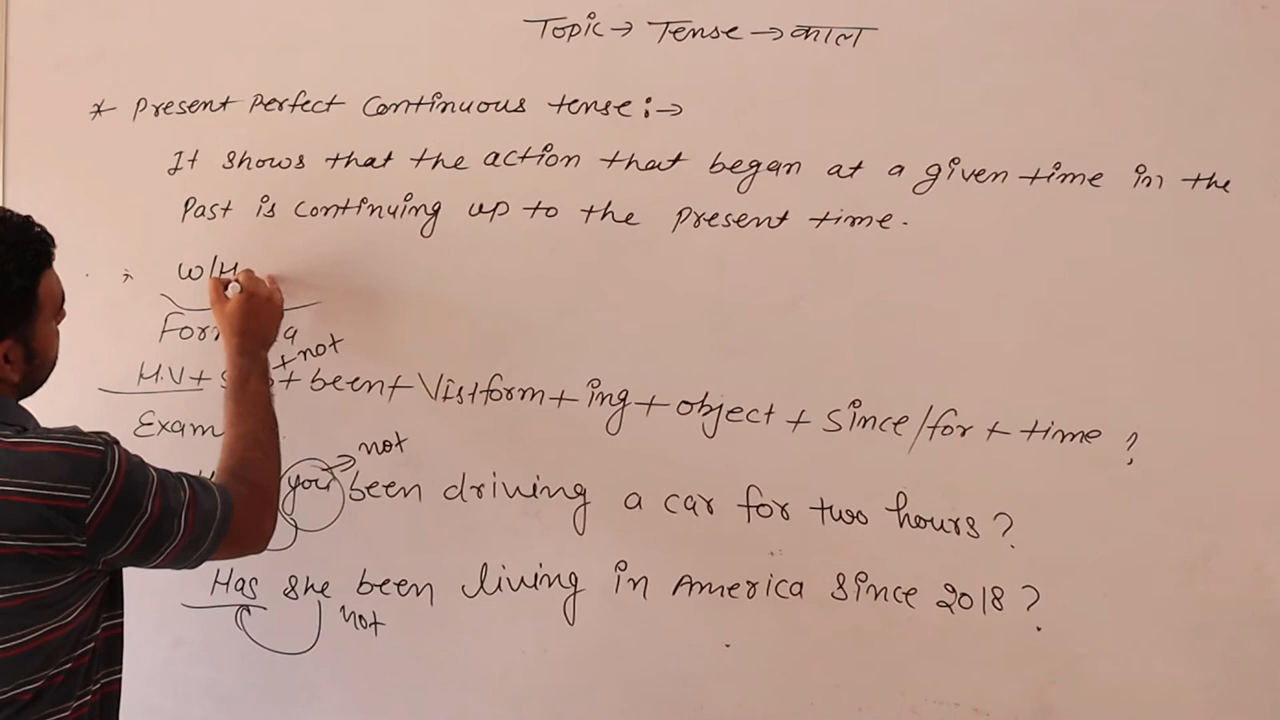 Topic → Tense → काल
* Present Perfect Continuous tense :→
It shows that the action that began at a given time in the
Past is continuing up to the present time.
W/H
+ not
H.V + + been + V1st form + ing + object + Since/for + time ?
not
you been driving a car for two hours?
Has she been living in America Since 2018?
not